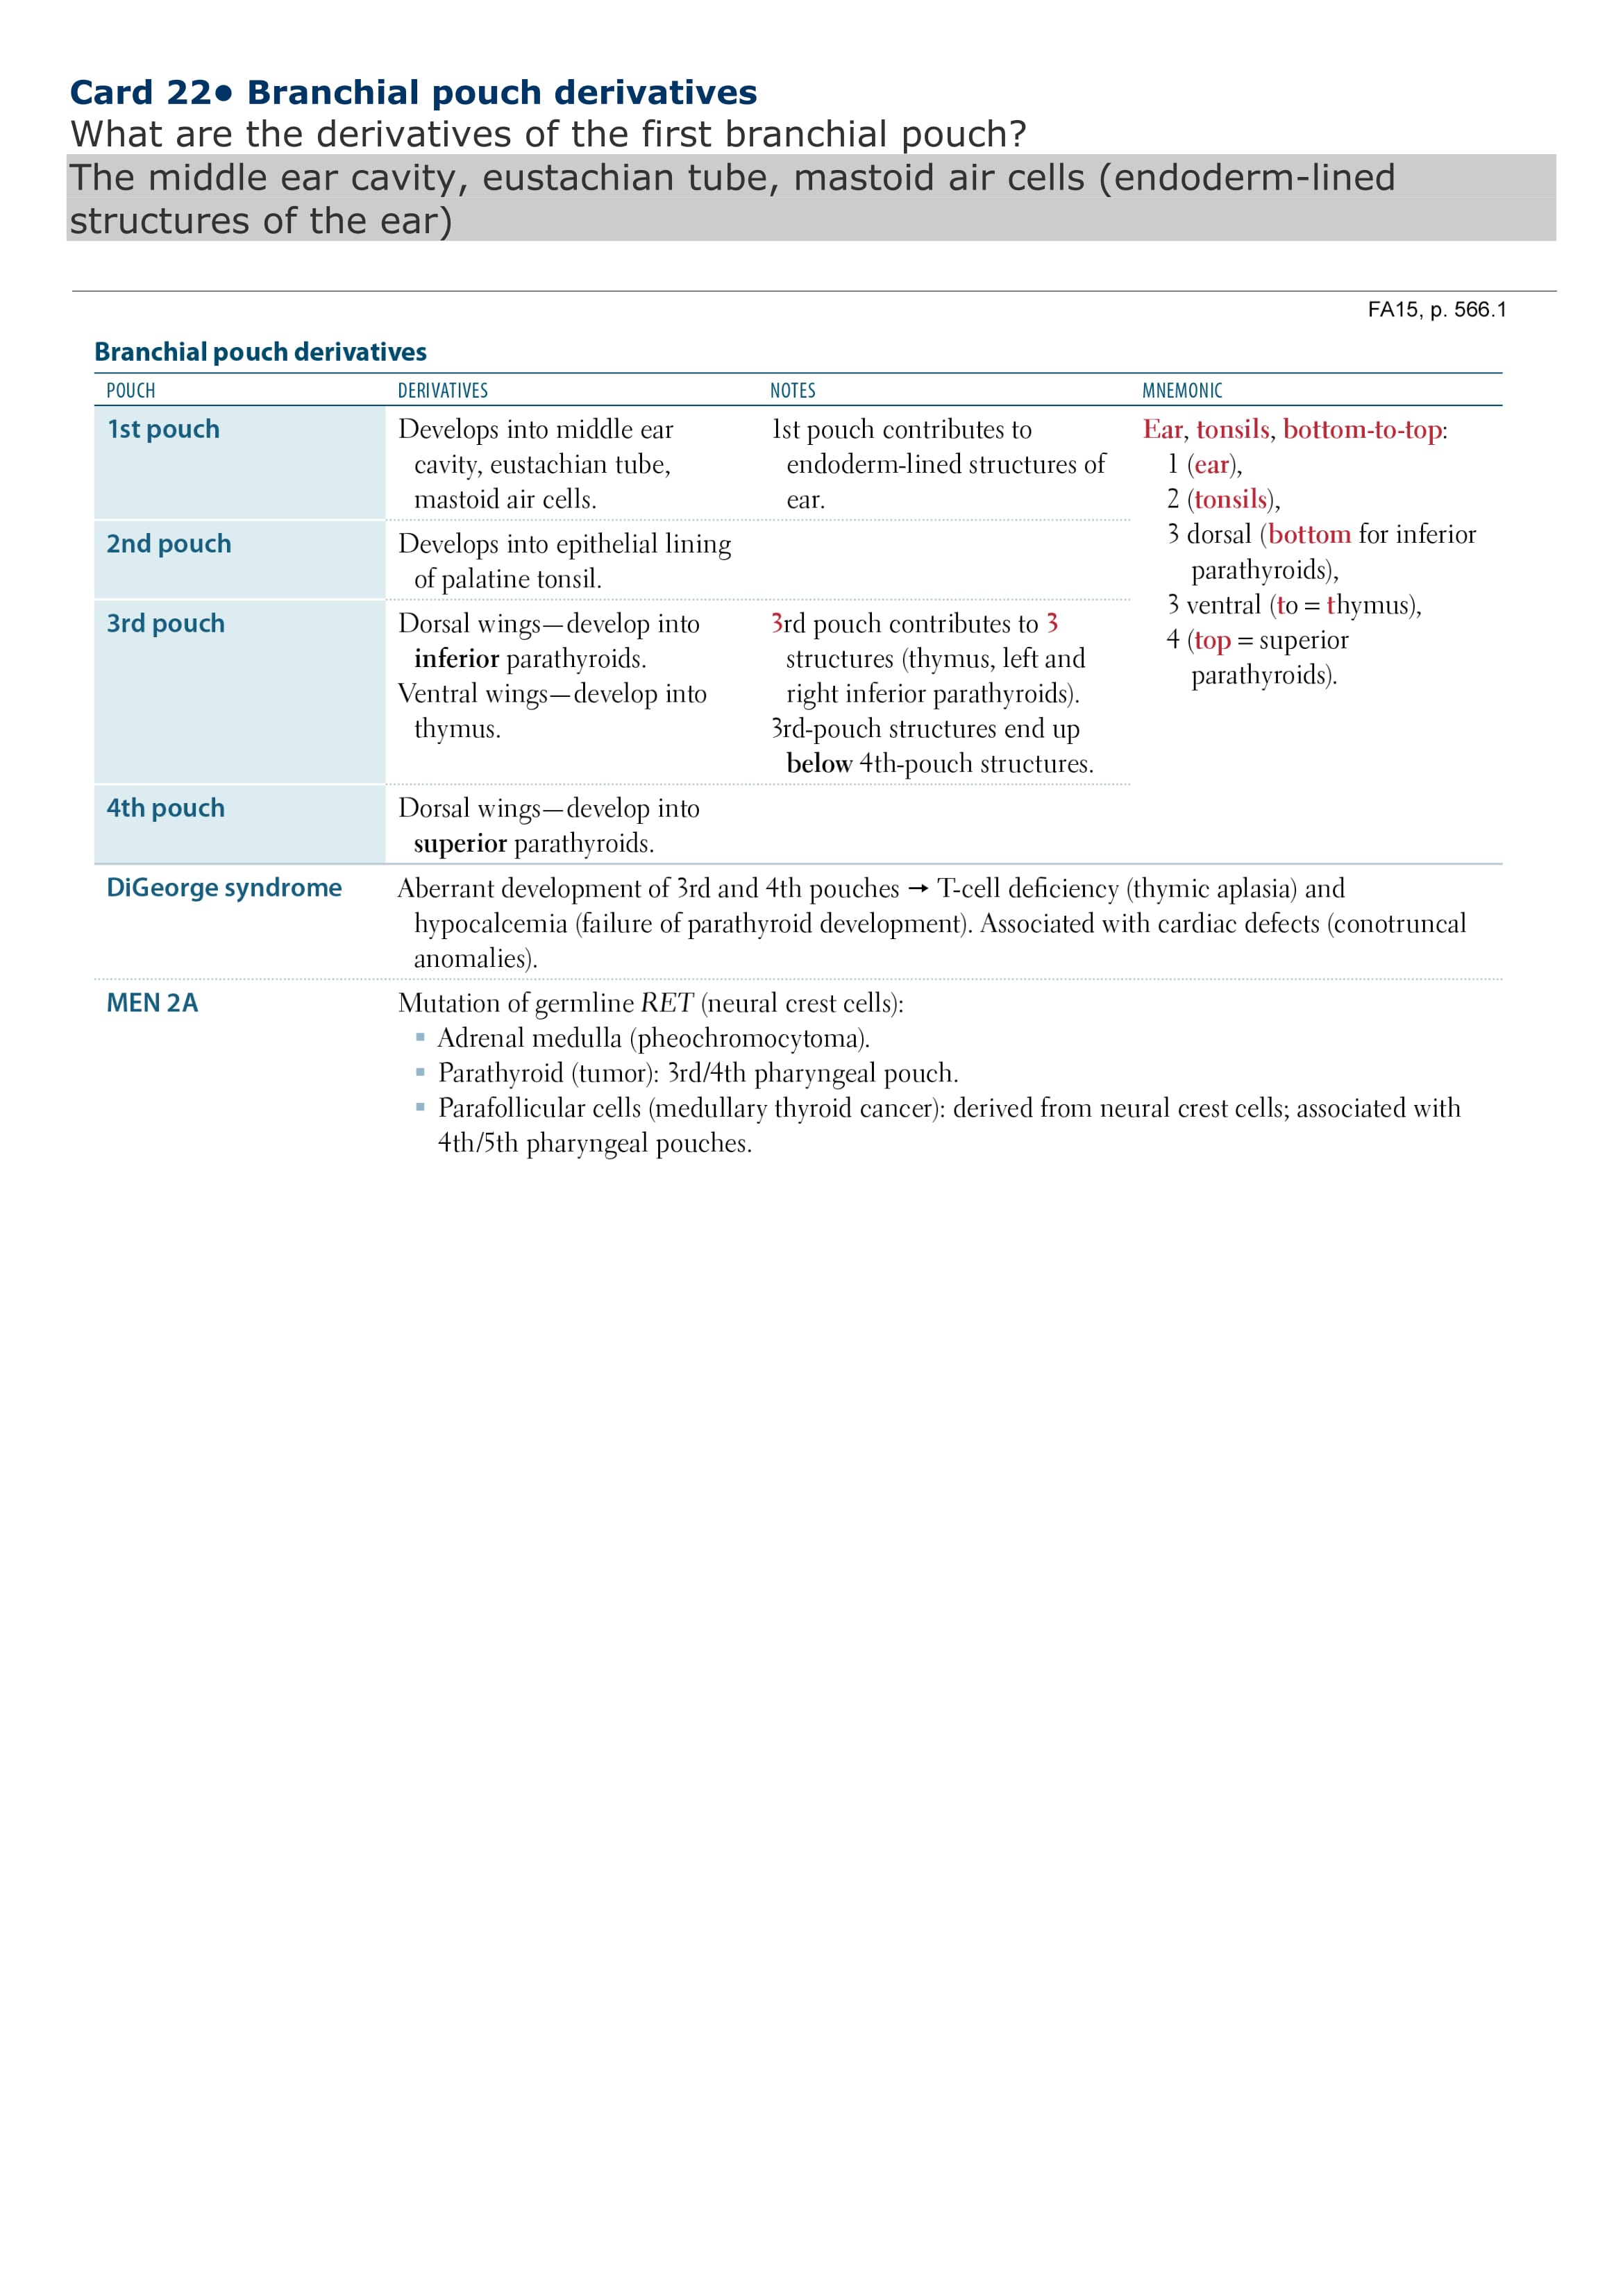 Card 22● Branchial pouch derivatives
What are the derivatives of the first branchial pouch?
The middle ear cavity, eustachian tube, mastoid air cells (endoderm-lined
structures of the ear)
FA15, p. 566.1
Branchial pouch derivatives
POUCH DERIVATIVES NOTES MNEMONIC
1st pouch
Develops into middle ear
cavity, eustachian tube,
mastoid air cells.
1st pouch contributes to
endoderm-lined structures of
ear.
Ear, tonsils, bottom-to-top:
1 (ear),
2 (tonsils),
3 dorsal (bottom for inferior
parathyroids),
3 ventral (to = thymus),
4 (top = superior
parathyroids).
2nd pouch
Develops into epithelial lining
of palatine tonsil.
3rd pouch
Dorsal wings—develop into
inferior parathyroids.
Ventral wings—develop into
thymus.
3rd pouch contributes to 3
structures (thymus, left and
right inferior parathyroids).
3rd-pouch structures end up
below 4th-pouch structures.
4th pouch
Dorsal wings—develop into
superior parathyroids.
DiGeorge syndrome
Aberrant development of 3rd and 4th pouches → T-cell deficiency (thymic aplasia) and
hypocalcemia (failure of parathyroid development). Associated with cardiac defects (conotruncal
anomalies).
MEN 2A
Mutation of germline RET (neural crest cells):
▪ Adrenal medulla (pheochromocytoma).
▪ Parathyroid (tumor): 3rd/4th pharyngeal pouch.
▪ Parafollicular cells (medullary thyroid cancer): derived from neural crest cells; associated with
4th/5th pharyngeal pouches.